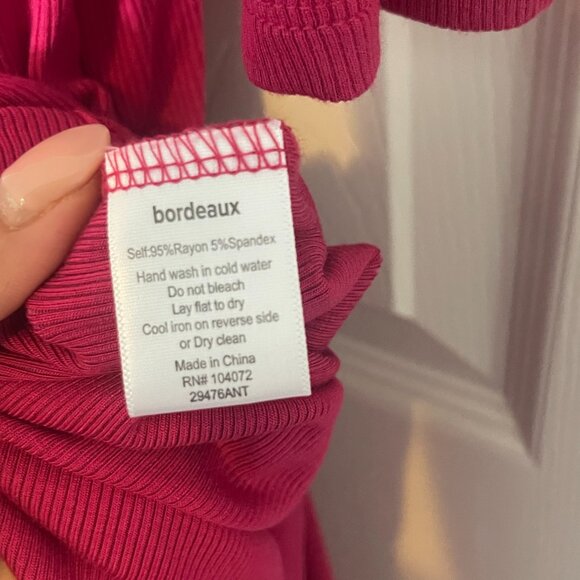 bordeaux
Self:95%Rayon 5%Spandex
Hand wash in cold water
Do not bleach
Lay flat to dry
Cool iron on reverse side
or Dry clean
Made in China
RN# 104072
29476ANT